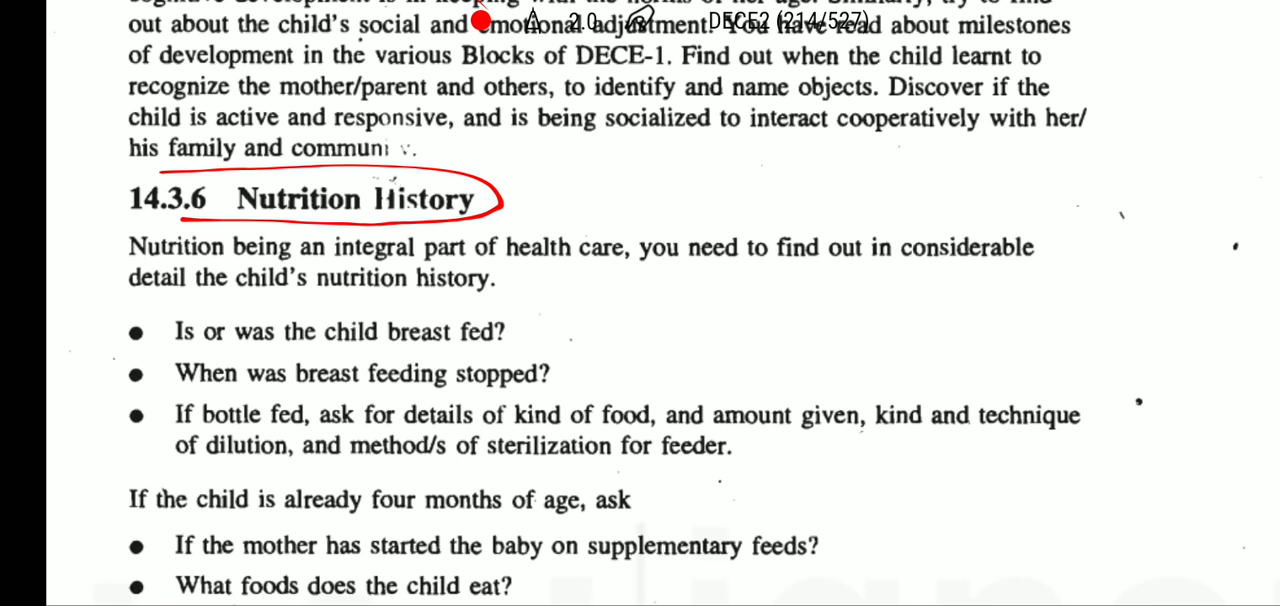 out about the child's social and emotional adjustment. You have read about milestones
2.0 DECE2 (214/527)
of development in the various Blocks of DECE-1. Find out when the child learnt to
recognize the mother/parent and others, to identify and name objects. Discover if the
child is active and responsive, and is being socialized to interact cooperatively with her/
his family and communi
14.3.6 Nutrition History
Nutrition being an integral part of health care, you need to find out in considerable
detail the child's nutrition history.
● Is or was the child breast fed?
● When was breast feeding stopped?
● If bottle fed, ask for details of kind of food, and amount given, kind and technique
of dilution, and method/s of sterilization for feeder.
If the child is already four months of age, ask
● If the mother has started the baby on supplementary feeds?
● What foods does the child eat?